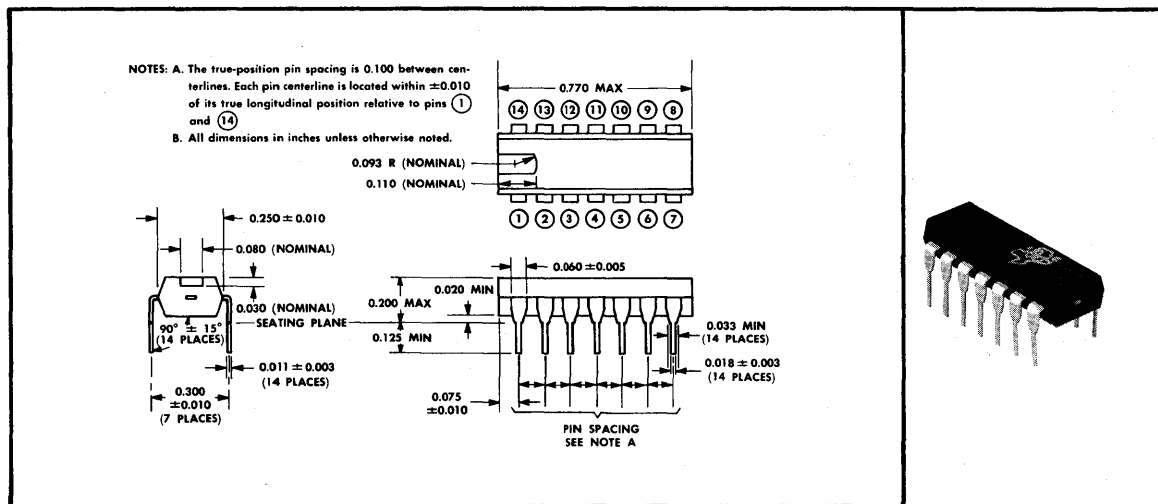 NOTES: A. The true-position pin spacing is 0.100 between cen-
terlines. Each pin centerline is located within ±0.010
of its true longitudinal position relative to pins ①
and ⑭
B. All dimensions in inches unless otherwise noted.
0.770 MAX
⑭ ⑬ ⑫ ⑪ ⑩ ⑨ ⑧
0.093 R (NOMINAL)
0.110 (NOMINAL)
① ② ③ ④ ⑤ ⑥ ⑦
0.250 ± 0.010
0.080 (NOMINAL)
0.030 (NOMINAL)
SEATING PLANE
90° ± 15°
(14 PLACES)
0.011 ±0.003
(14 PLACES)
0.300
±0.010
(7 PLACES)
0.060 ±0.005
0.020 MIN
0.200 MAX
0.125 MIN
0.033 MIN
(14 PLACES)
0.018 ±0.003
(14 PLACES)
0.075
±0.010
PIN SPACING
SEE NOTE A